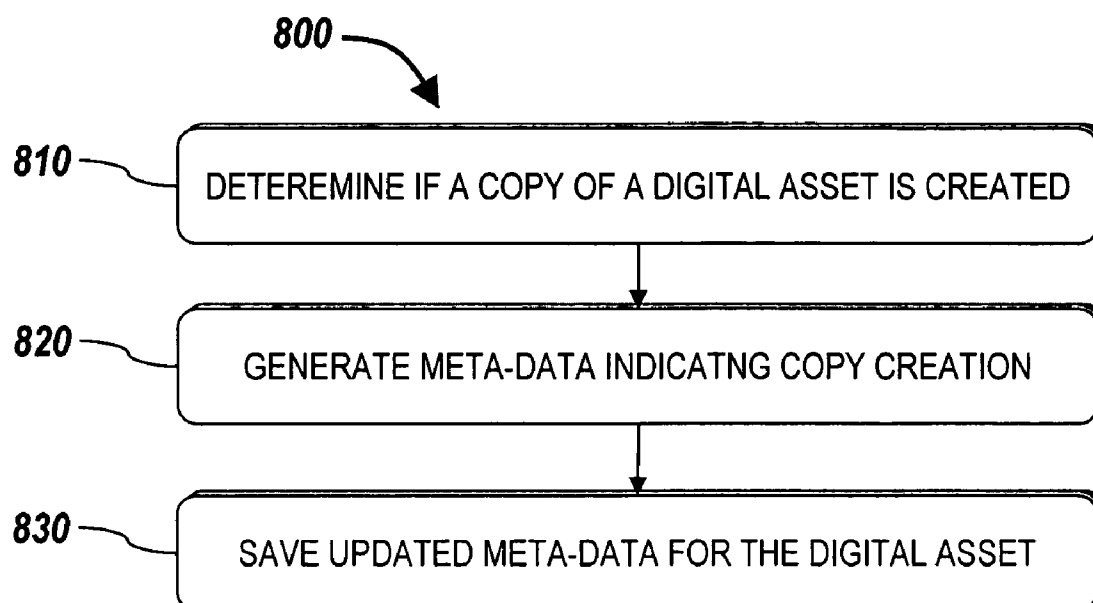 800
810
DETEREMINE IF A COPY OF A DIGITAL ASSET IS CREATED
820
GENERATE META-DATA INDICATNG COPY CREATION
830
SAVE UPDATED META-DATA FOR THE DIGITAL ASSET